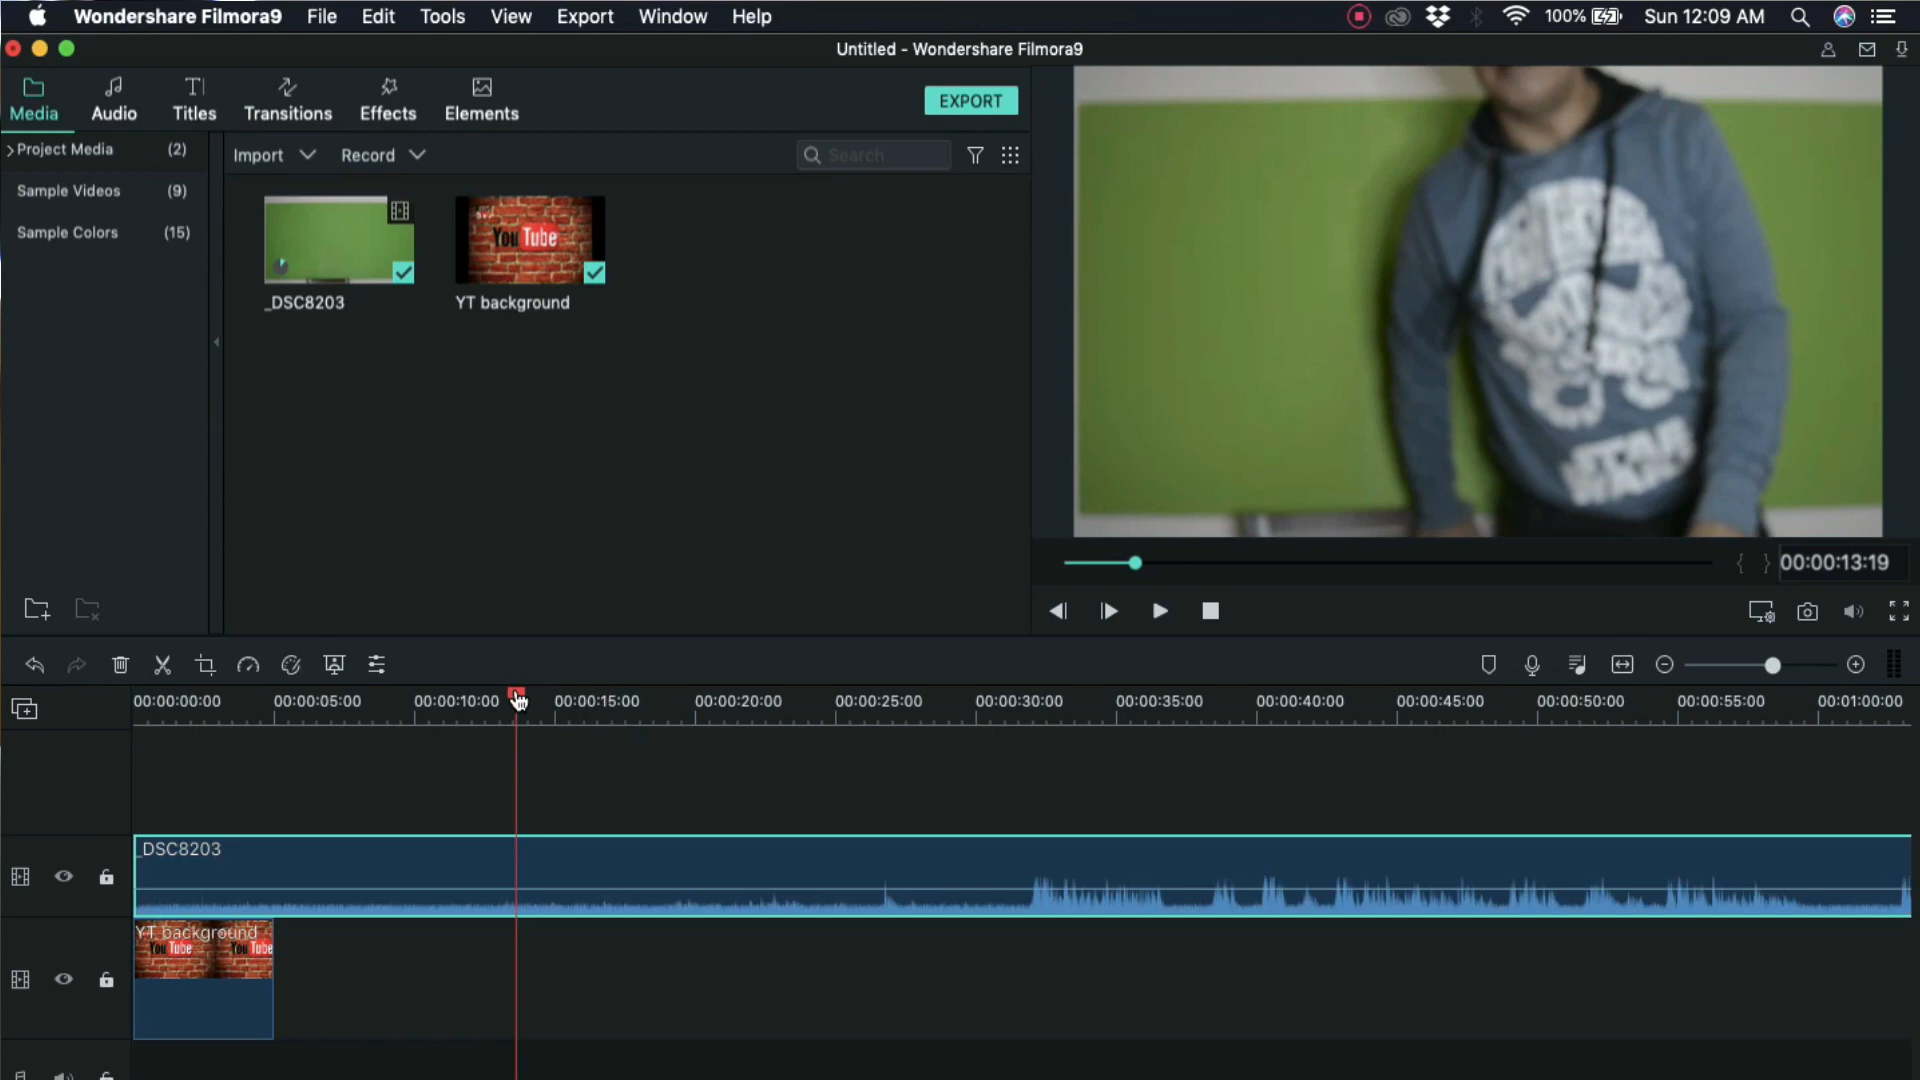 Wondershare Filmora9 File Edit Tools View Export Window Help 100% Sun 12:09 AM
Untitled - Wondershare Filmora9
Media Audio Titles Transitions Effects Elements EXPORT
Project Media (2)
Sample Videos (9)
Sample Colors (15)
Import Record Search
You Tube
_DSC8203 YT background
STAR
00:00:13:19
00:00:00:00 00:00:05:00 00:00:10:00 00:00:15:00 00:00:20:00 00:00:25:00 00:00:30:00 00:00:35:00 00:00:40:00 00:00:45:00 00:00:50:00 00:00:55:00 00:01:00:00
_DSC8203
YT background
You Tube You Tube